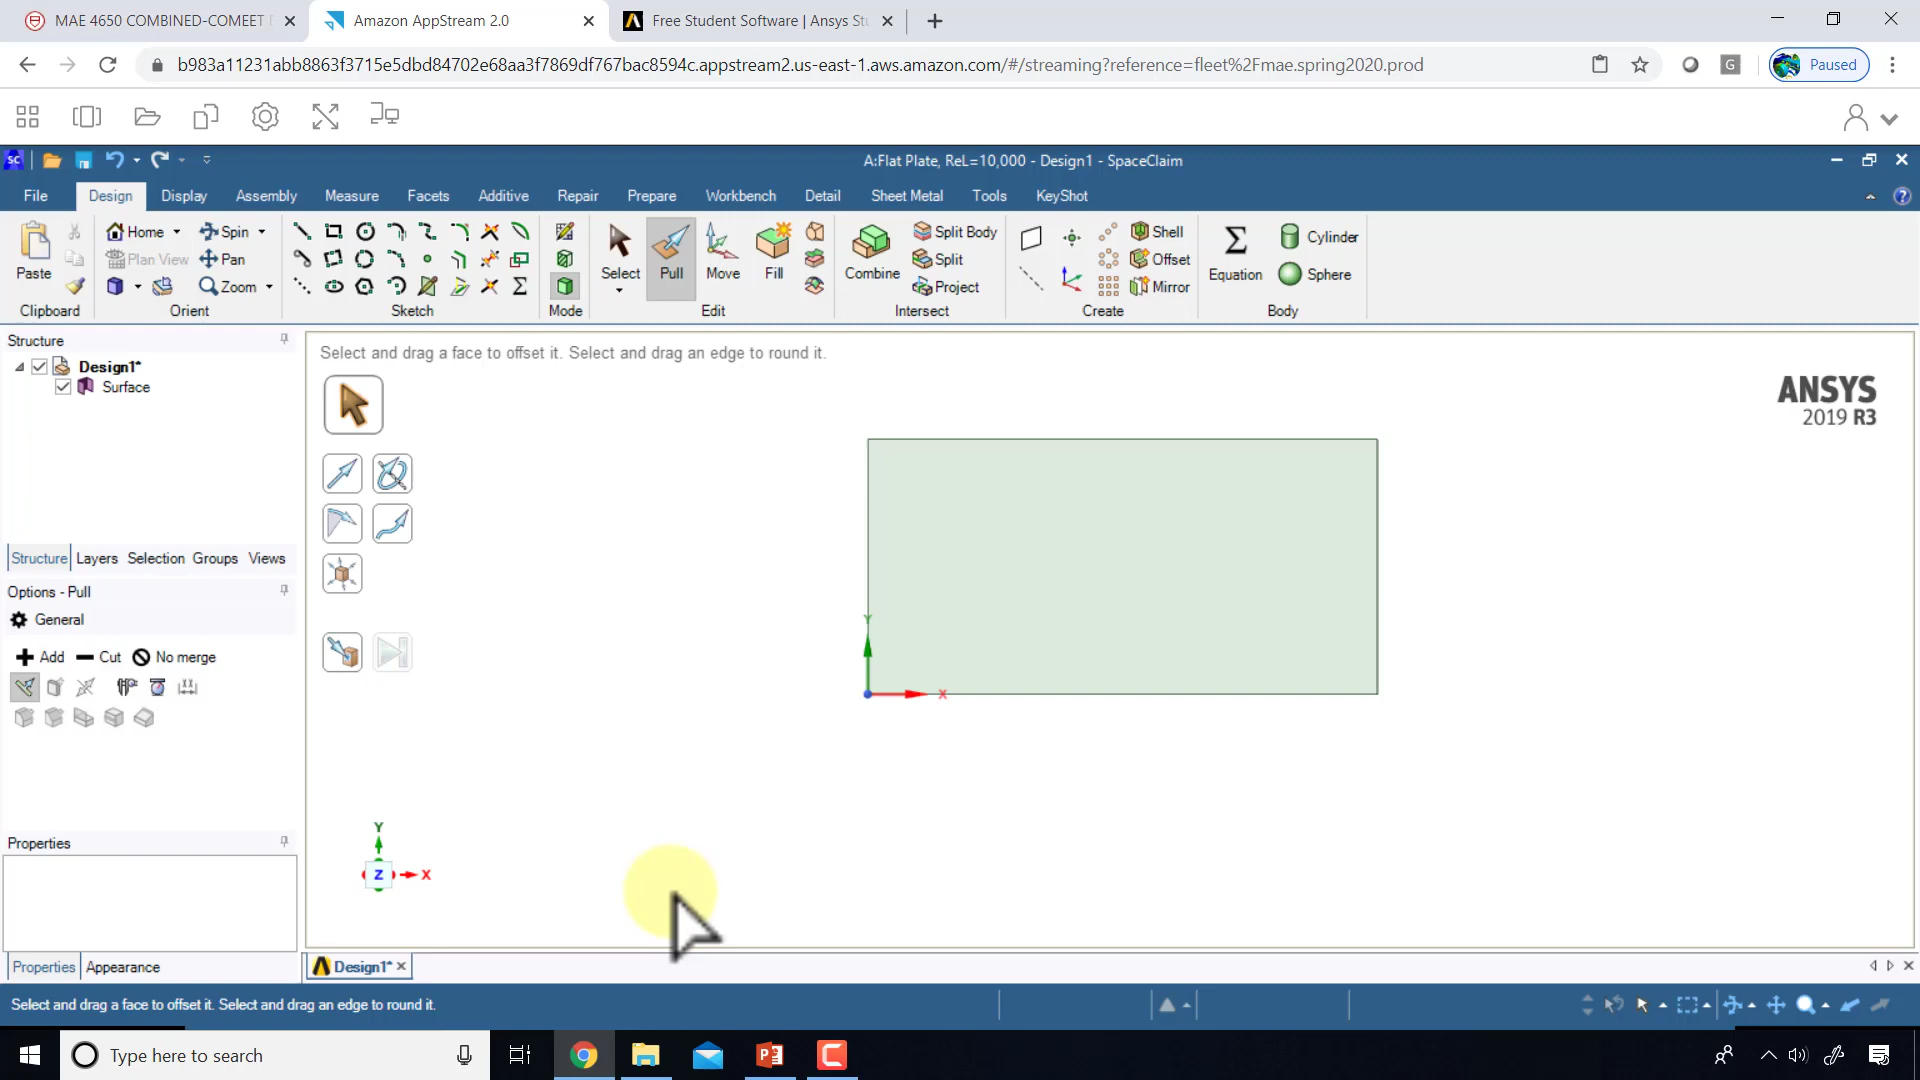 MAE 4650 COMBINED-COMEET
Amazon AppStream 2.0
Free Student Software | Ansys Stu
b983a11231abb8863f3715e5dbd84702e68aa3f7869df767bac8594c.appstream2.us-east-1.aws.amazon.com/#/streaming?reference=fleet%2Fmae.spring2020.prod
G
Paused
SC
A:Flat Plate, ReL=10,000 - Design1 - SpaceClaim
File Design Display Assembly Measure Facets Additive Repair Prepare Workbench Detail Sheet Metal Tools KeyShot
Home Spin
Plan View Pan
Zoom
Paste
Select Pull Move Fill
Combine
Split Body
Split
Project
Shell
Offset
Mirror
Equation
Cylinder
Sphere
Clipboard Orient Sketch Mode Edit Intersect Create Body
Structure
Design1*
Surface
Structure Layers Selection Groups Views
Options - Pull
General
Add Cut No merge
Properties
Properties Appearance
Select and drag a face to offset it. Select and drag an edge to round it.
ANSYS
2019 R3
Y
X
Y
Z
X
Design1*
Select and drag a face to offset it. Select and drag an edge to round it.
Type here to search